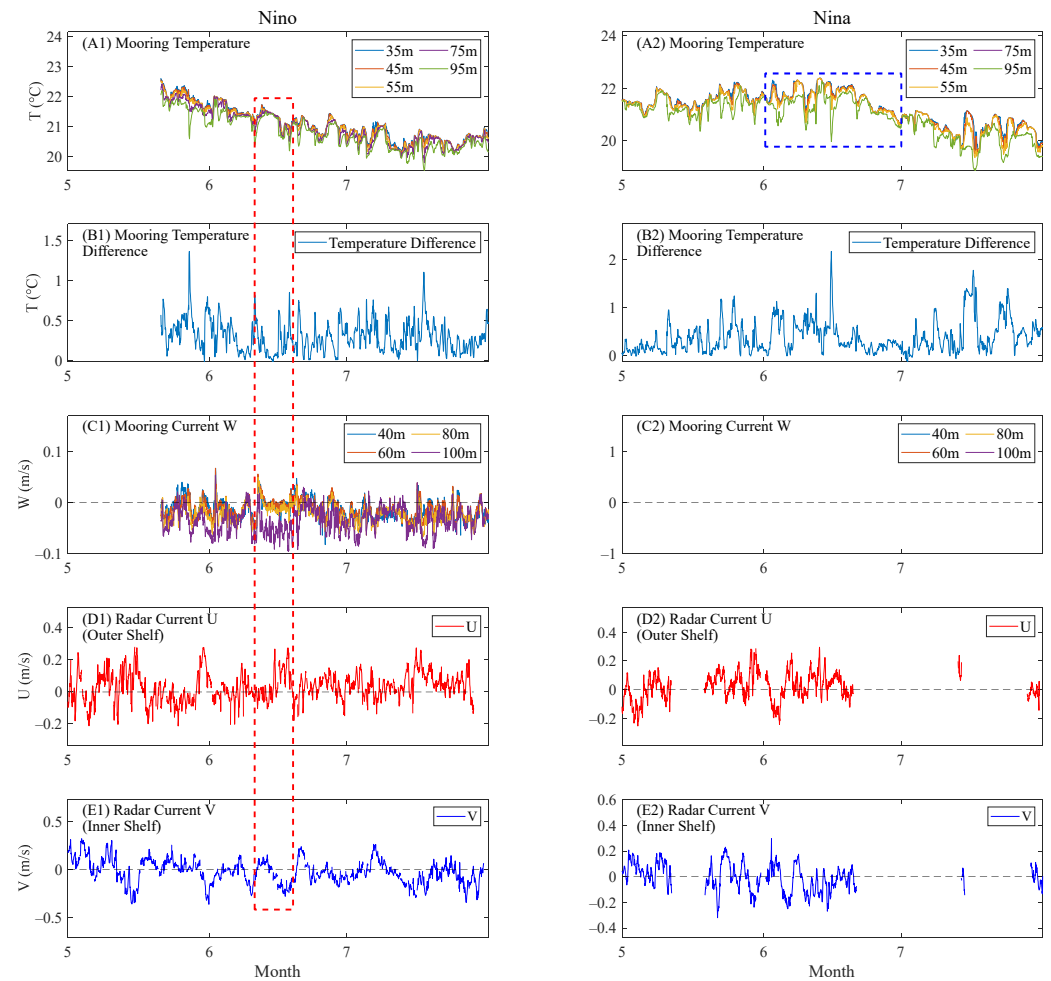 Nino
Nina
(A1) Mooring Temperature
35m 75m
45m 95m
55m
24
22
21
20
T (°C)
5 6 7
(A2) Mooring Temperature
35m 75m
45m 95m
55m
24
22
20
T (°C)
5 6 7
(B1) Mooring Temperature
Difference
Temperature Difference
1.5
1
0.5
0
T (°C)
5 6 7
(B2) Mooring Temperature
Difference
Temperature Difference
2
1
0
5 6 7
(C1) Mooring Current W
40m 80m
60m 100m
0.1
0
−0.1
W (m/s)
5 6 7
(C2) Mooring Current W
40m 80m
60m 100m
1
0
−1
5 6 7
(D1) Radar Current U
(Outer Shelf)
U
0.4
0.2
0
−0.2
U (m/s)
5 6 7
(D2) Radar Current U
(Outer Shelf)
U
0.4
0.2
0
−0.2
5 6 7
(E1) Radar Current V
(Inner Shelf)
V
0.5
0
−0.5
V (m/s)
5 6 7
Month
(E2) Radar Current V
(Inner Shelf)
V
0.6
0.4
0.2
0
−0.2
−0.4
5 6 7
Month